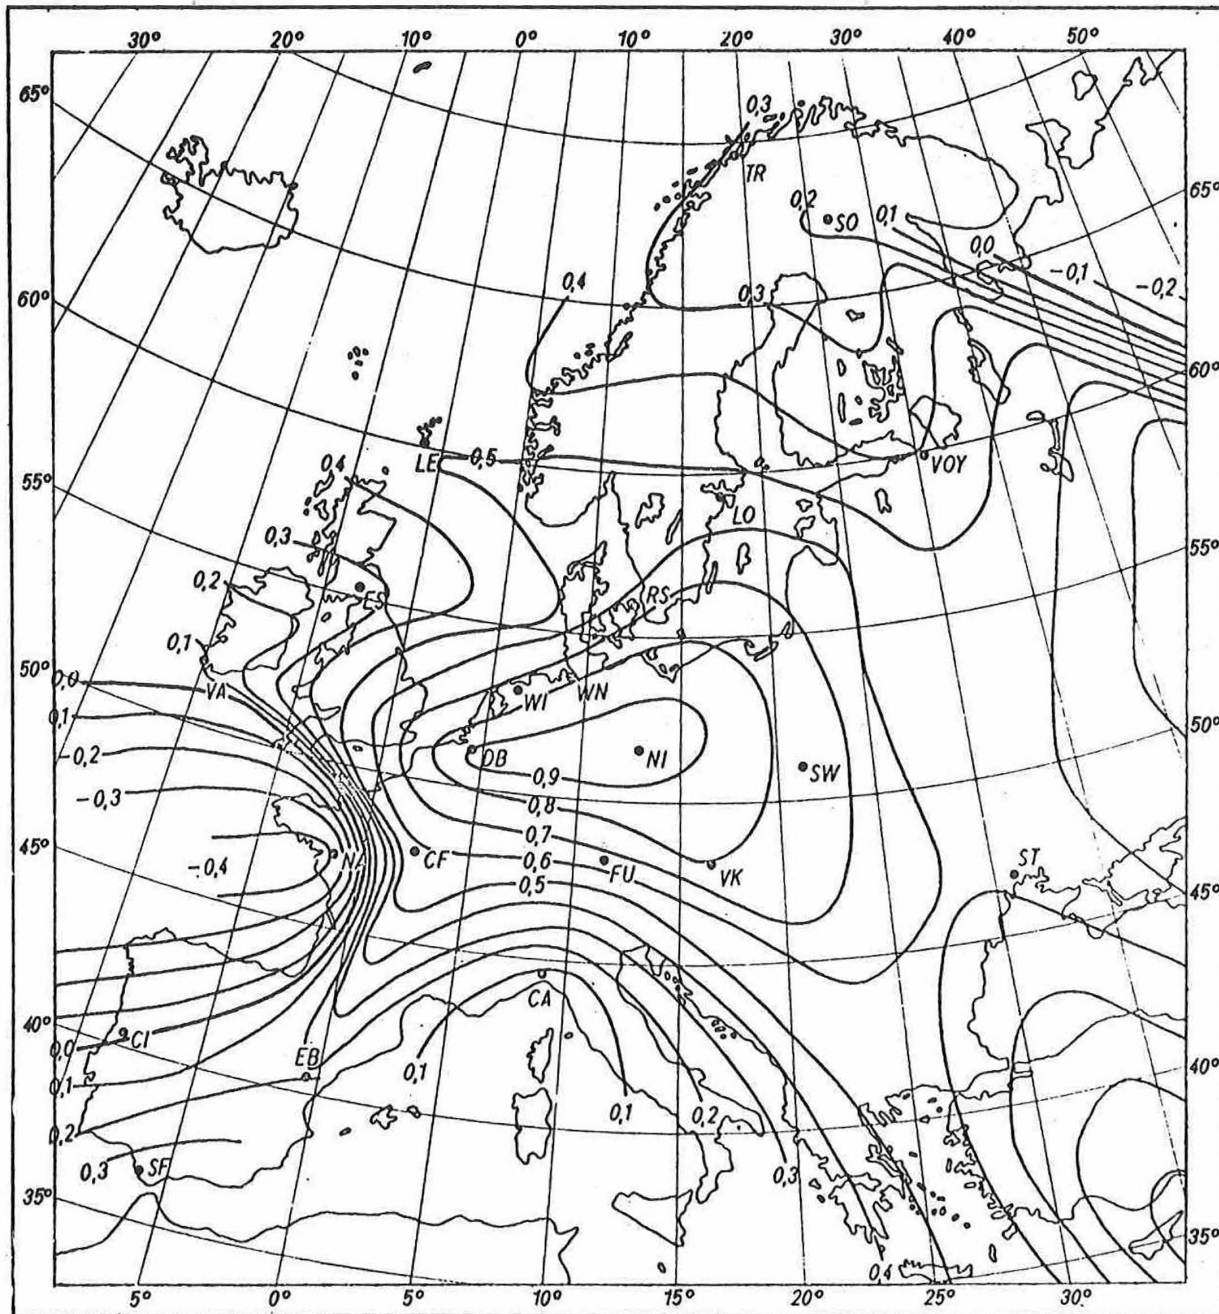 30° 20° 10° 0° 10° 20° 30° 40° 50°
65°
0,3
TR
65°
0,2
SO
0,1
0,0
-0,1
-0,2
60°
0,4
0,3
60°
LE
0,5
VOY
0,4
55°
LO
55°
0,3
0,2
ES
RS
0,1
50°
0,0
VA
WI
WN
0,1
50°
-0,2
DB
NI
SW
0,9
-0,3
0,8
0,7
45°
-0,4
NA
CF
0,6
FU
VK
ST
45°
0,5
CA
40°
0,0
CI
EB
0,1
0,1
0,1
0,2
40°
0,2
0,3
0,3
SF
35°
35°
0,4
5° 0° 5° 10° 15° 20° 25° 30°